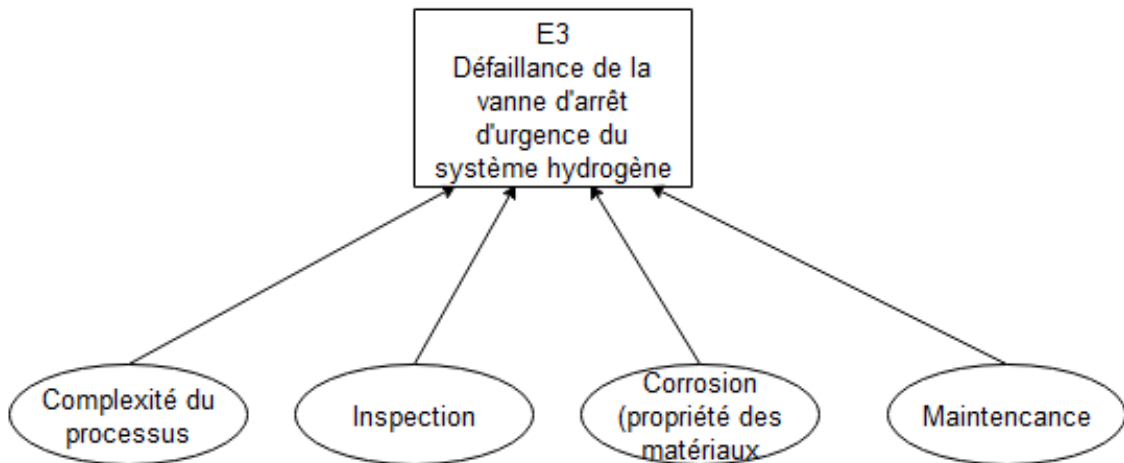 E3
Défaillance de la
vanne d'arrêt
d'urgence du
système hydrogène
Complexité du
processus
Inspection
Corrosion
(propriété des
matériaux
Maintencance